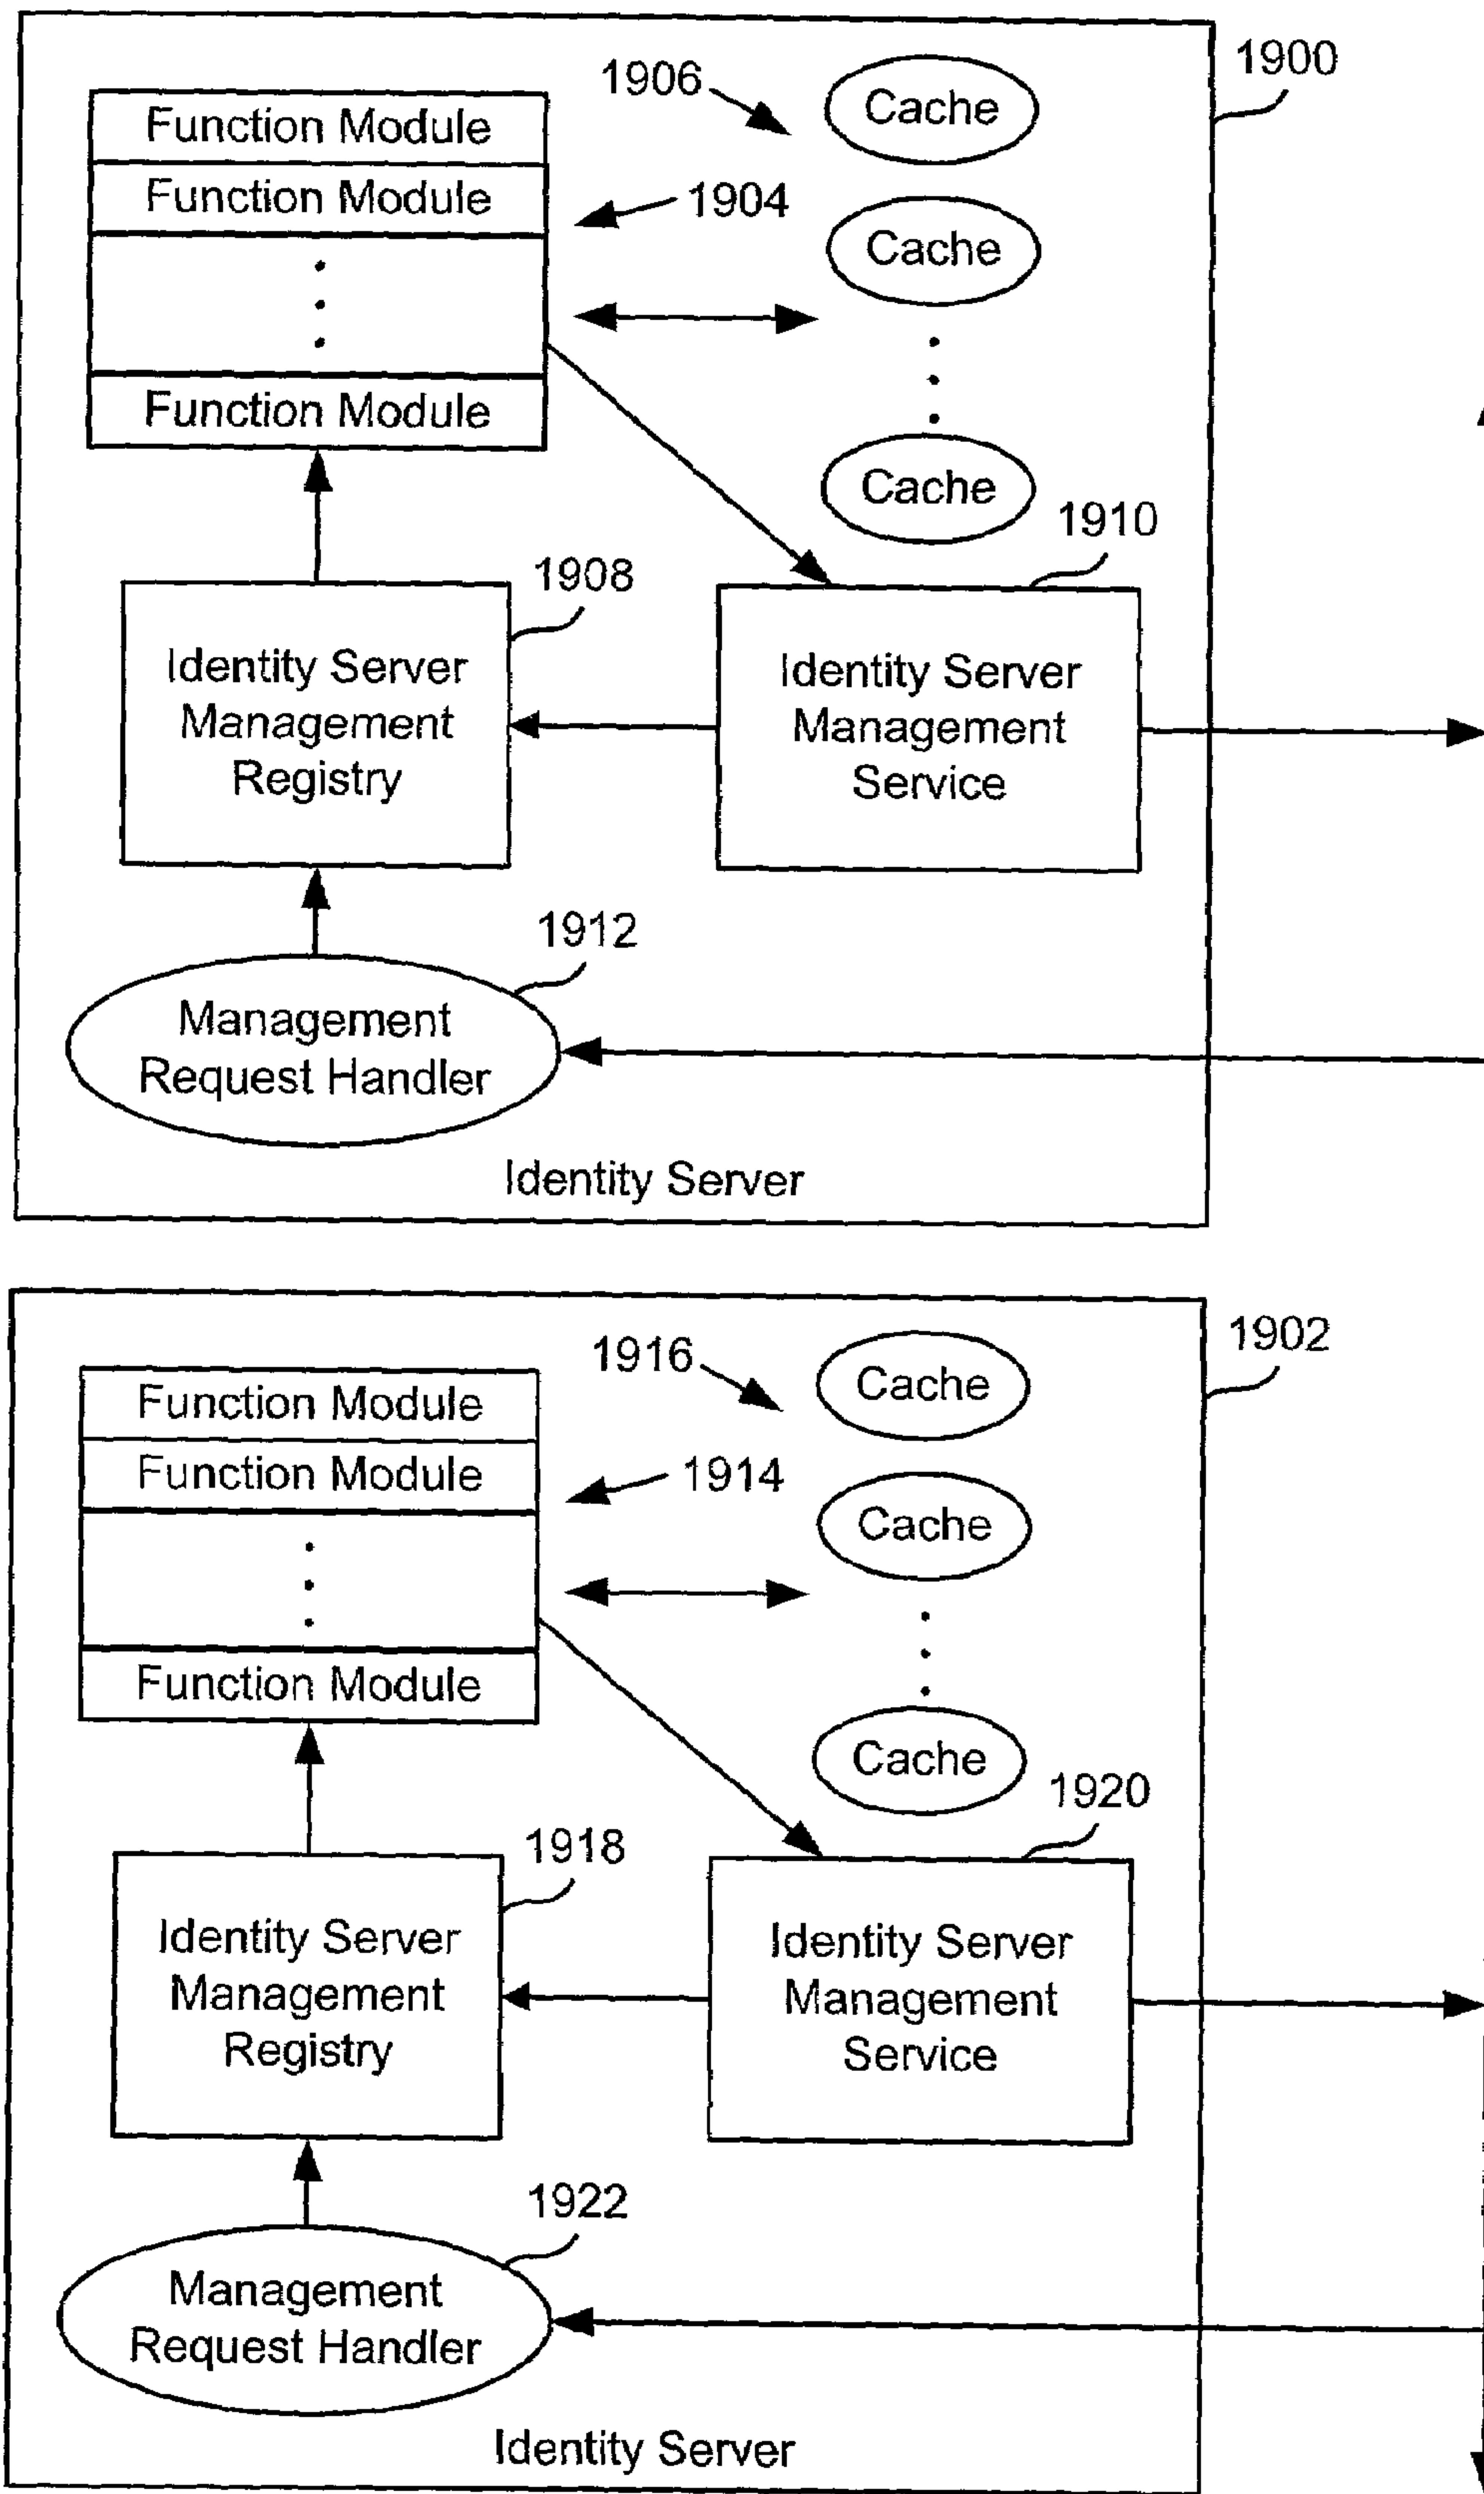 1900
1906
Cache
Function Module
Function Module
1904
Cache
Function Module
Cache
1910
1908
Identity Server
Management
Registry
Identity Server
Management
Service
1912
Management
Request Handler
Identity Server
1902
1916
Cache
Function Module
Function Module
1914
Cache
Function Module
Cache
1920
1918
Identity Server
Management
Registry
Identity Server
Management
Service
1922
Management
Request Handler
Identity Server